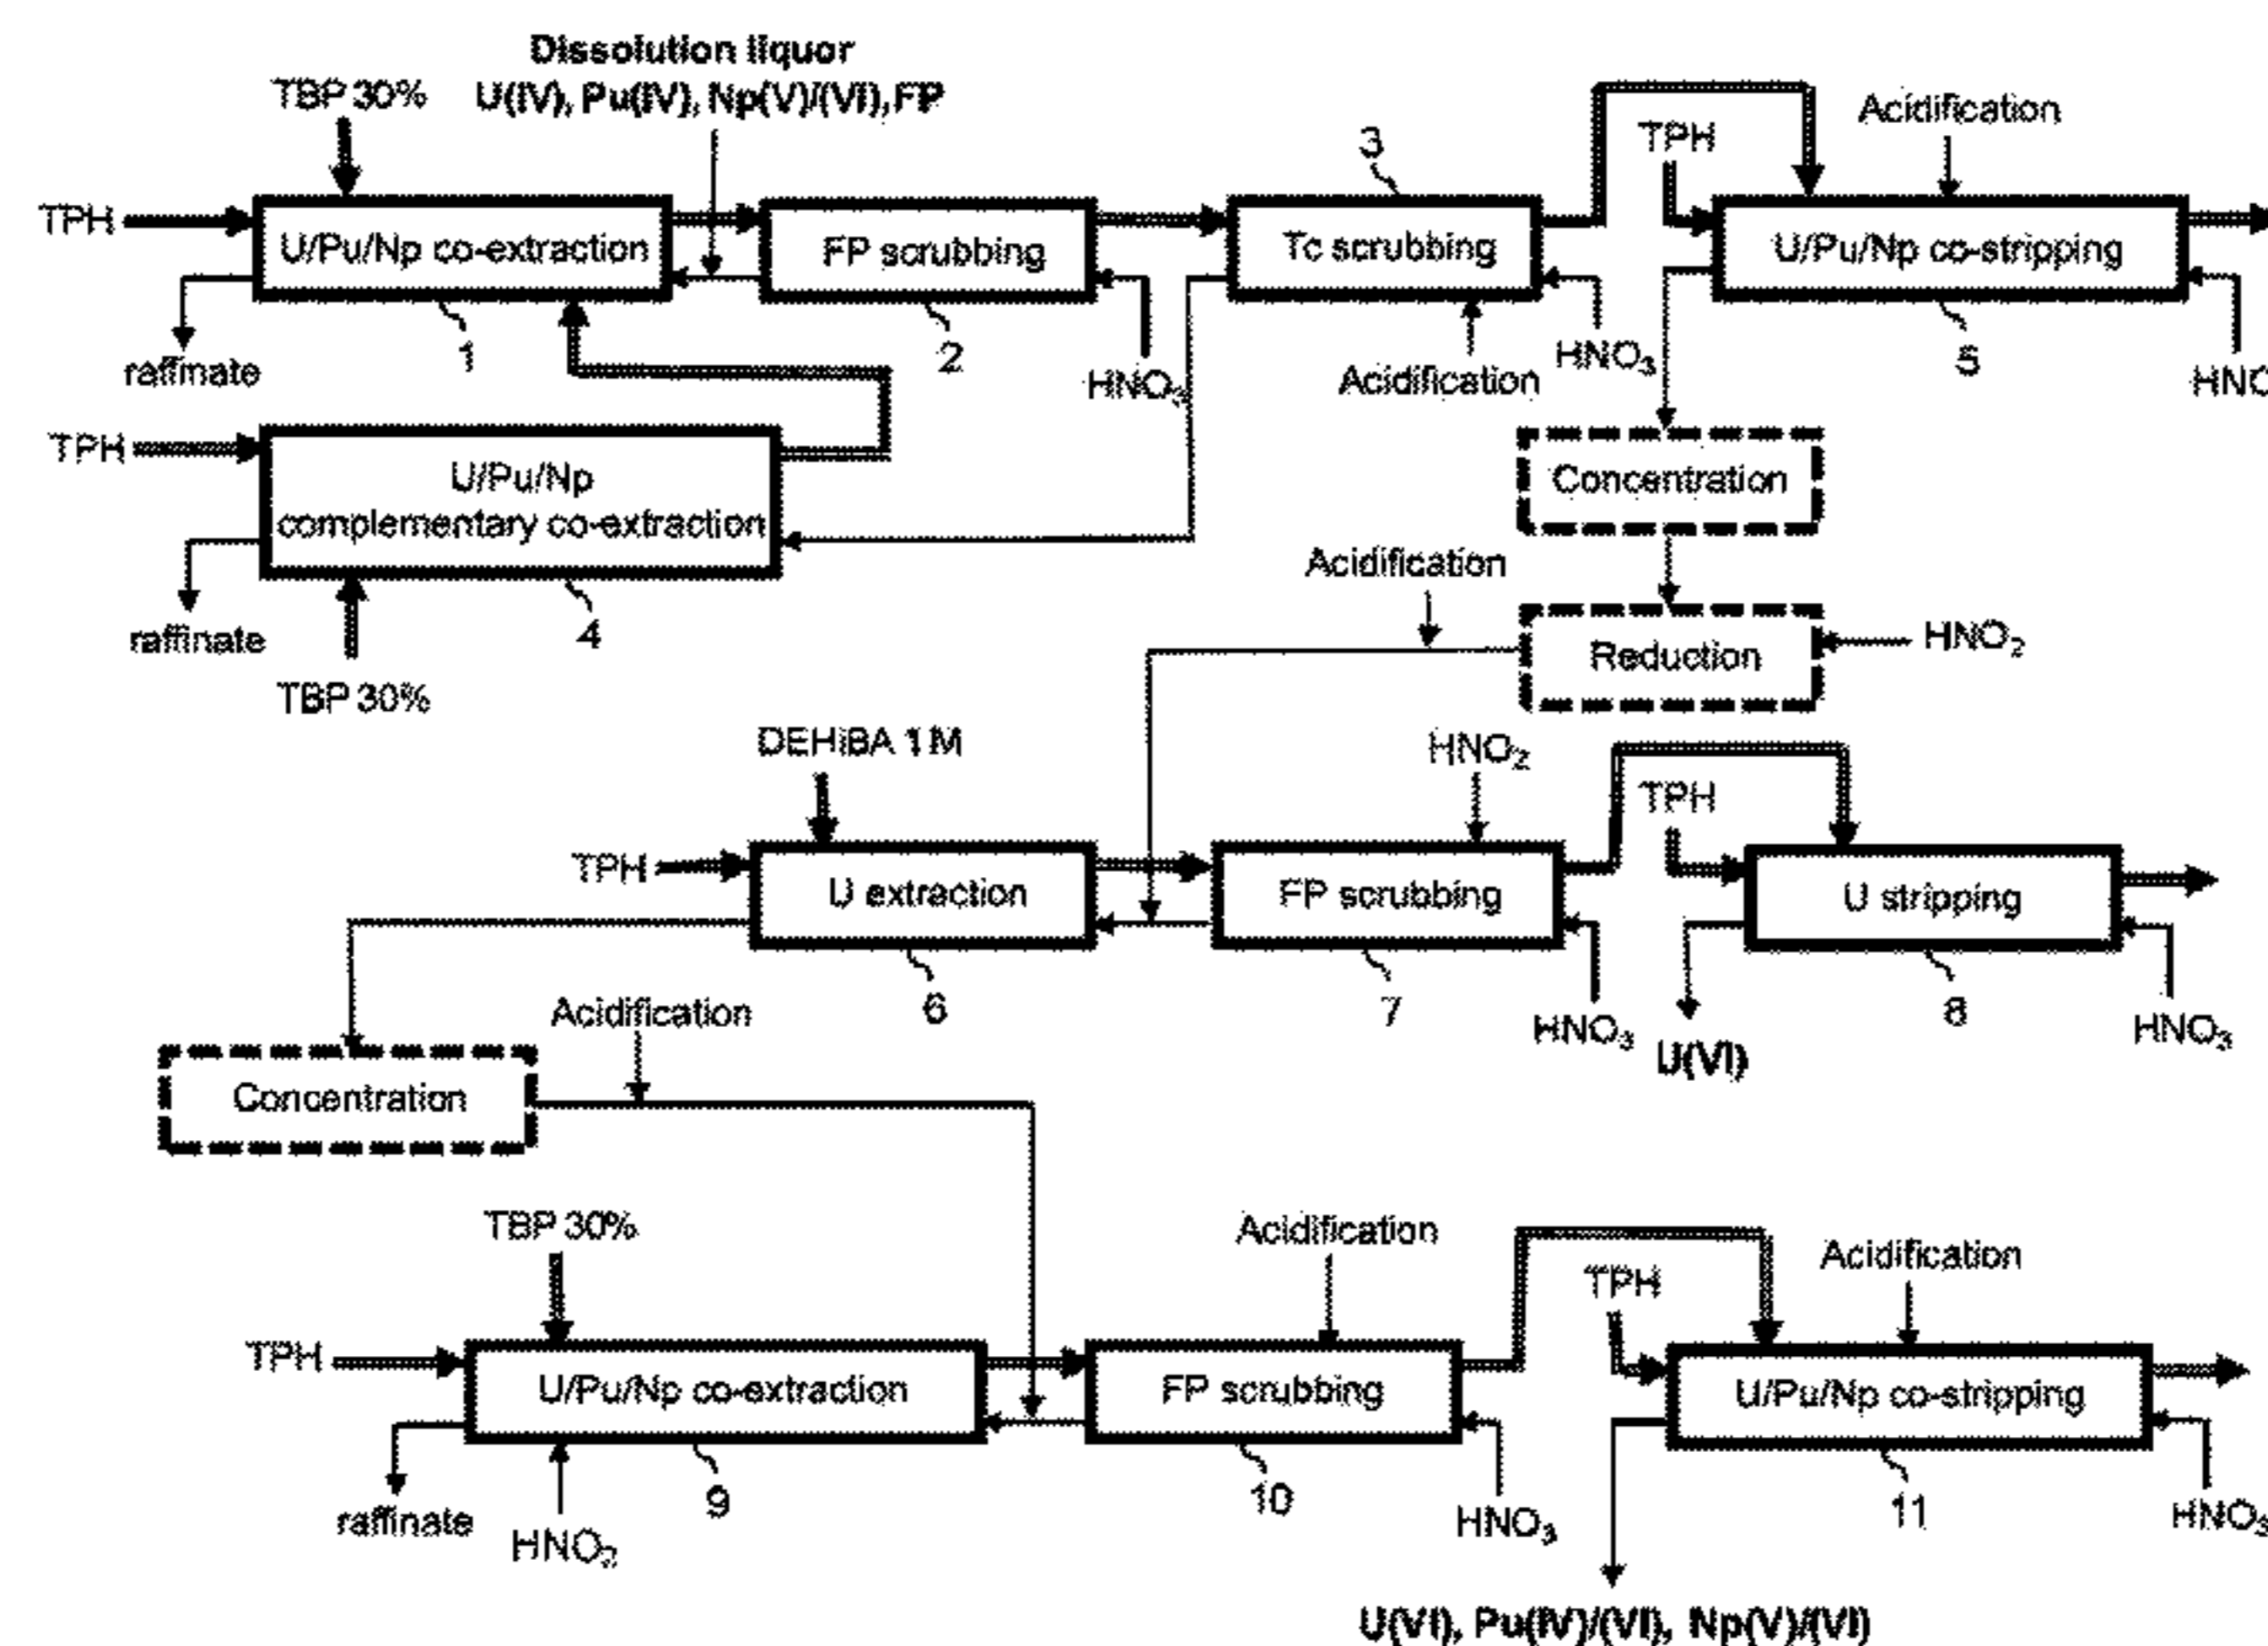 Dissolution liquor
TBP 30%
U(IV), Pu(IV), Np(V)/(VI), FP
TPH
U/Pu/Np co-extraction
1
raffinate
FP scrubbing
2
HNO3
3
Tc scrubbing
Acidification
HNO3
TPH
Acidification
U/Pu/Np co-stripping
5
HNO
TPH
U/Pu/Np
complementary co-extraction
4
raffinate
TBP 30%
Concentration
Acidification
Reduction
HNO2
DEHiBA 1M
HNO2
TPH
TPH
U extraction
6
FP scrubbing
7
HNO3
U stripping
8
HNO3
U(VI)
Acidification
Concentration
TBP 30%
Acidification
TPH
Acidification
TPH
U/Pu/Np co-extraction
9
raffinate
HNO2
FP scrubbing
10
HNO3
U/Pu/Np co-stripping
11
HNO3
U(VI), Pu(IV)/(VI), Np(V)/(VI)